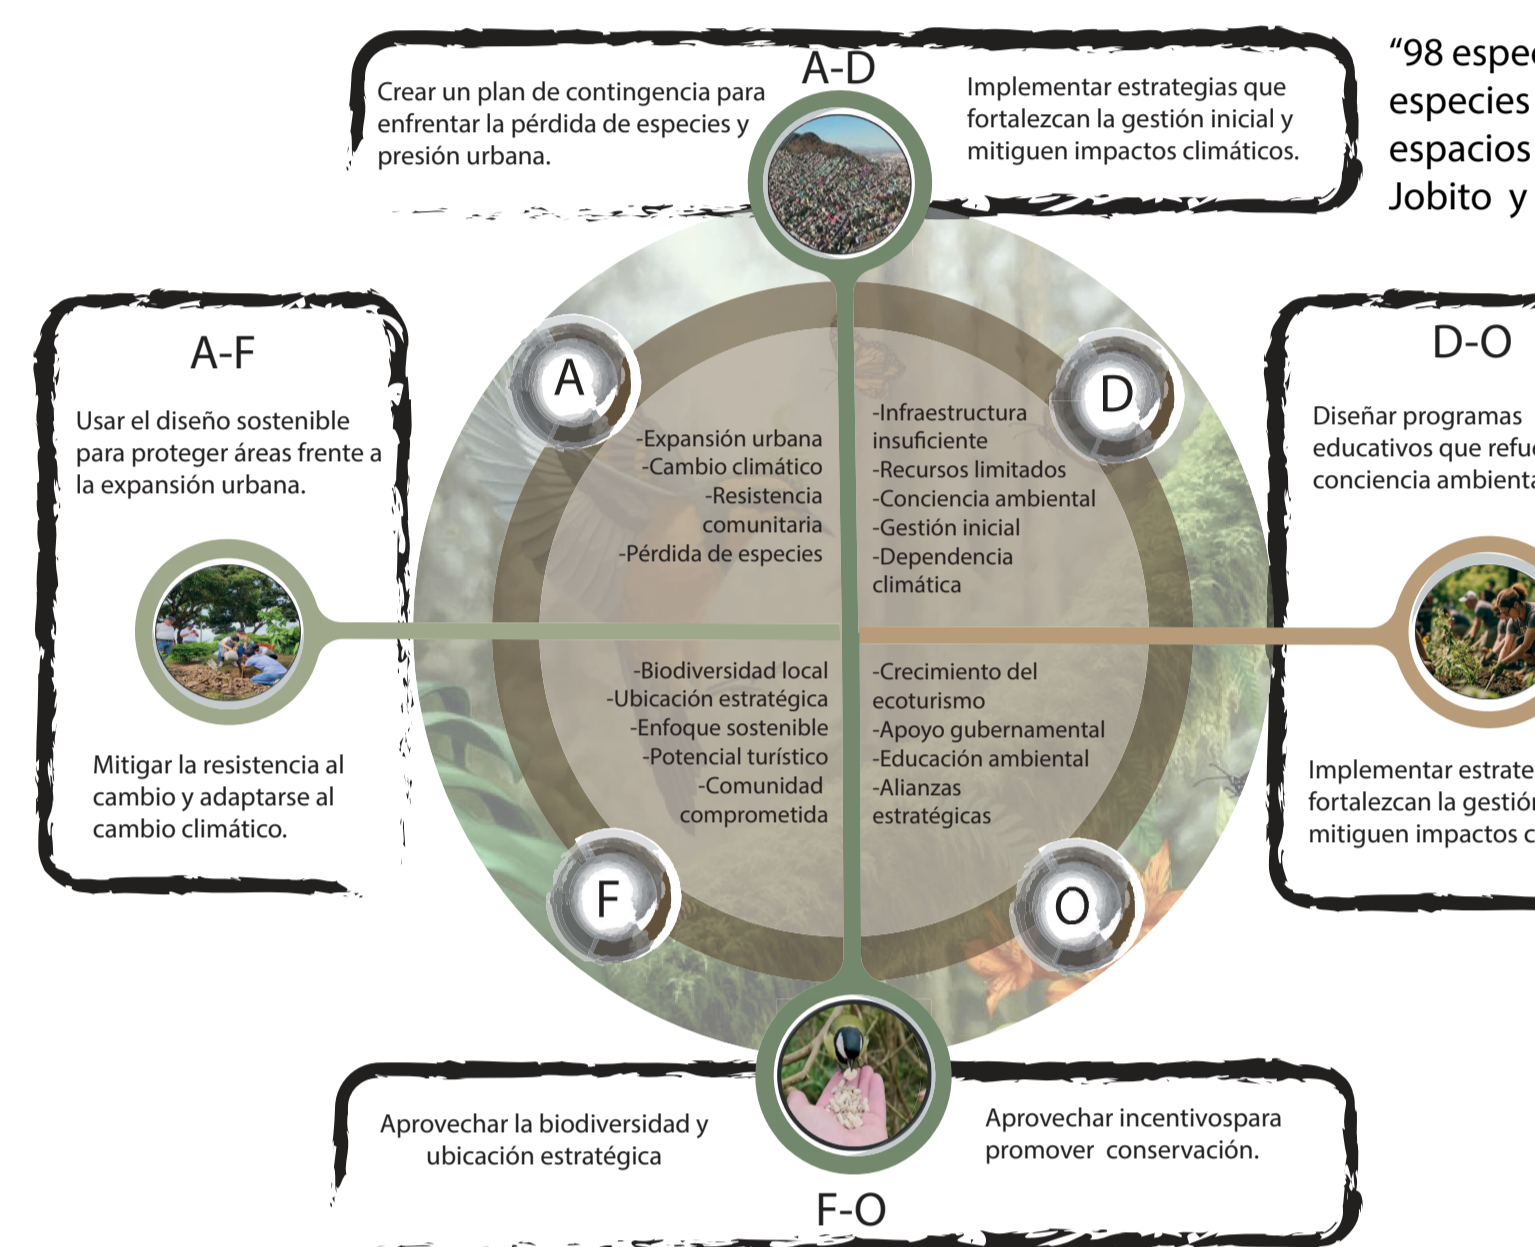 A-D
Crear un plan de contingencia para
enfrentar la pérdida de especies y
presión urbana.
Implementar estrategias que
fortalezcan la gestión inicial y
mitiguen impactos climáticos.
“98 espe
especies
espacios
Jobito y
A-F
Usar el diseño sostenible
para proteger áreas frente a
la expansión urbana.
Mitigar la resistencia al
cambio y adaptarse al
cambio climático.
A
-Expansión urbana
-Cambio climático
-Resistencia
comunitaria
-Pérdida de especies
D
-Infraestructura
insuficiente
-Recursos limitados
-Conciencia ambiental
-Gestión inicial
-Dependencia
climática
-Biodiversidad local
-Ubicación estratégica
-Enfoque sostenible
-Potencial turístico
-Comunidad
comprometida
F
-Crecimiento del
ecoturismo
-Apoyo gubernamental
-Educación ambiental
-Alianzas
estratégicas
O
D-O
Diseñar programas
educativos que refue
conciencia ambienta
Implementar estrate
fortalezcan la gestión
mitiguen impactos c
Aprovechar la biodiversidad y
ubicación estratégica
Aprovechar incentivospara
promover conservación.
F-O